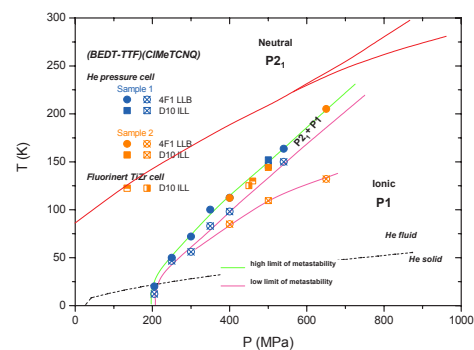 300
250
200
150
100
50
0
T (K)
0
200
400
600
800
1000
P (MPa)
(BEDT-TTF)(ClMeTCNQ)
He pressure cell
Sample 1
4F1 LLB
D10 ILL
Sample 2
4F1 LLB
D10 ILL
Fluorinert TiZr cell
D10 ILL
Neutral
P2₁
P2₁+ P1
Ionic
P1
He fluid
He solid
high limit of metastability
low limit of metastability